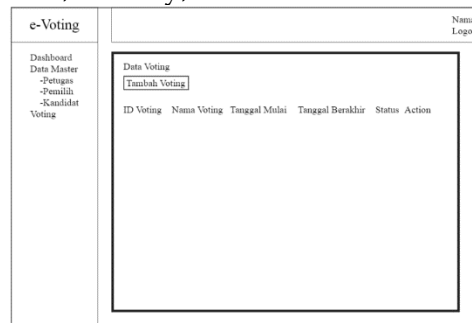 e-Voting
Nama
Logo
Dashboard
Data Master
-Petugas
-Pemilih
-Kandidat
Voting
Data Voting
Tambah Voting
ID Voting Nama Voting Tanggal Mulai Tanggal Berakhir Status Action